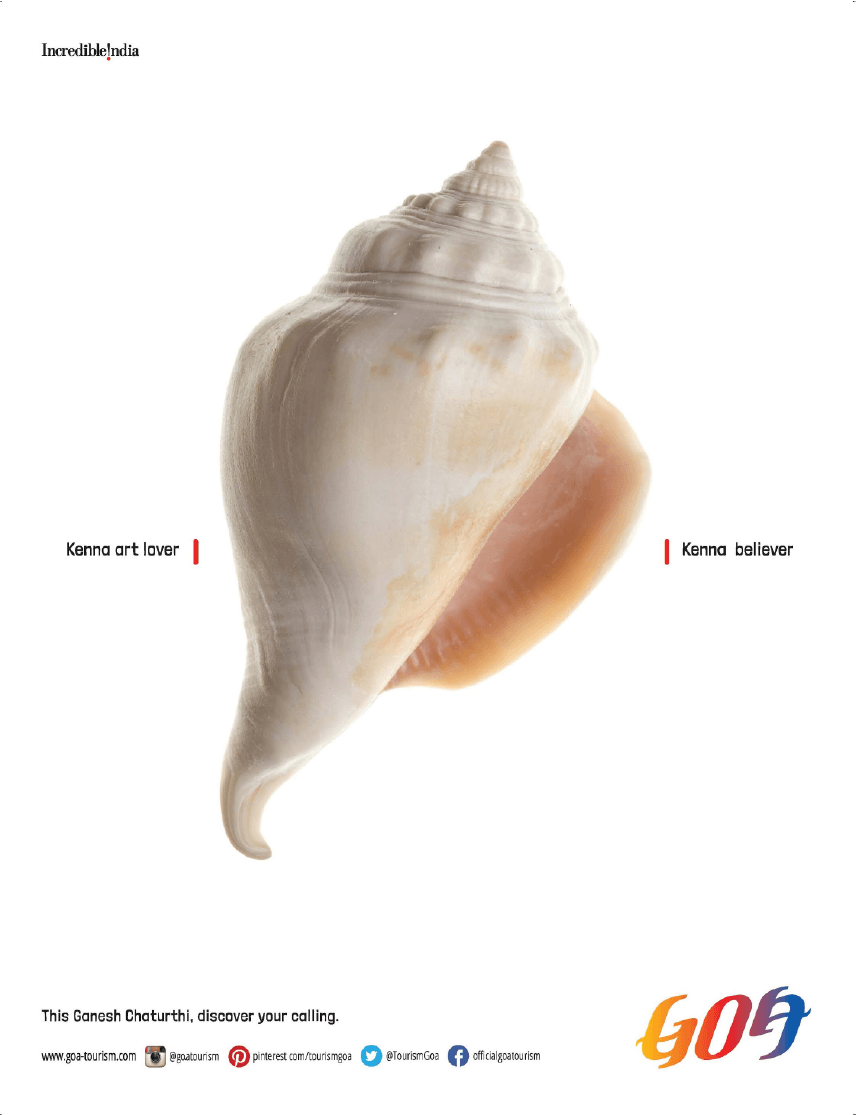 Incredible!ndia
Kenna art lover
Kenna believer
This Ganesh Chaturthi, discover your calling.
www.goa-tourism.com @goatourism pinterest.com/tourismgoa @TourismGoa officialgoatourism
GOA